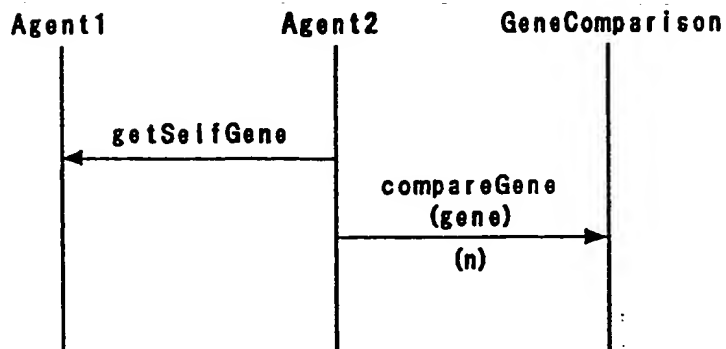 Agent1 Agent2 GeneComparison
getSelfGene
compareGene
(gene)
(n)